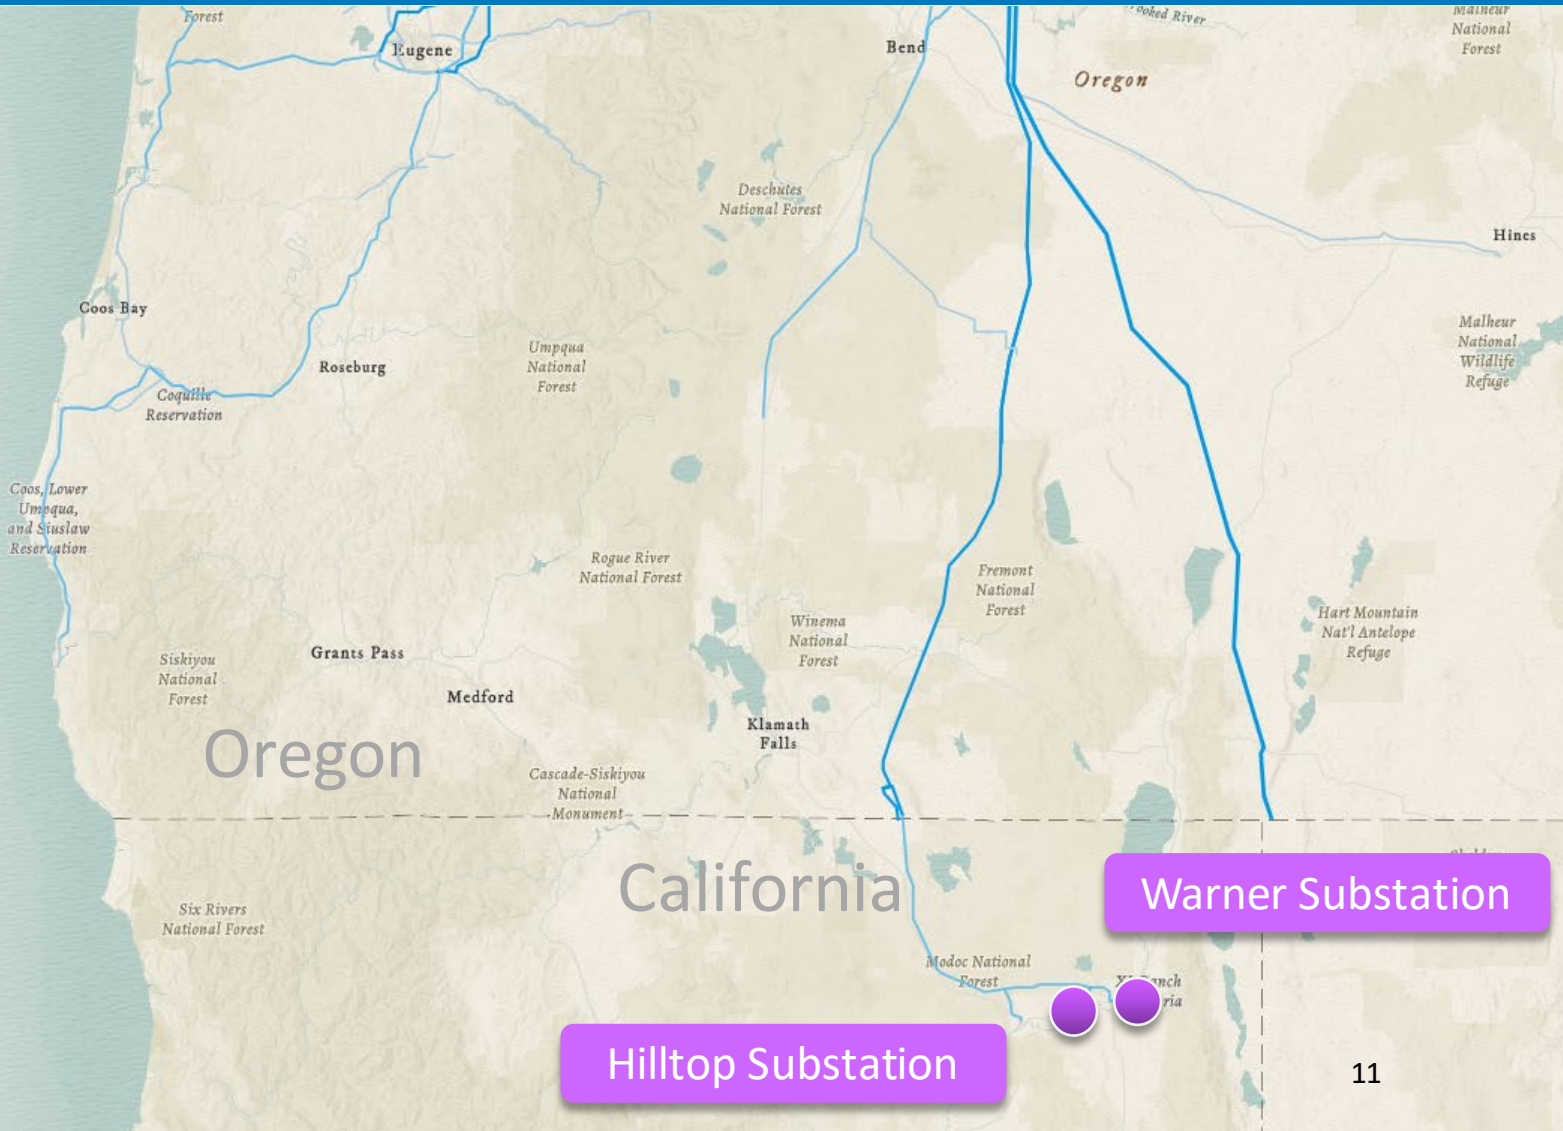 Forest
Eugene
Bend
Crooked River
Oregon
Malheur
National
Forest
Deschutes
National Forest
Hines
Coos Bay
Roseburg
Umpqua
National
Forest
Malheur
National
Wildlife
Refuge
Coquille
Reservation
Coos, Lower
Umpqua,
and Siuslaw
Reservation
Rogue River
National Forest
Fremont
National
Forest
Winema
National
Forest
Hart Mountain
Nat'l Antelope
Refuge
Siskiyou
National
Forest
Grants Pass
Medford
Klamath
Falls
Oregon
Cascade-Siskiyou
National
Monument
California
Warner Substation
Six Rivers
National Forest
Modoc National
Forest
Hilltop Substation
11